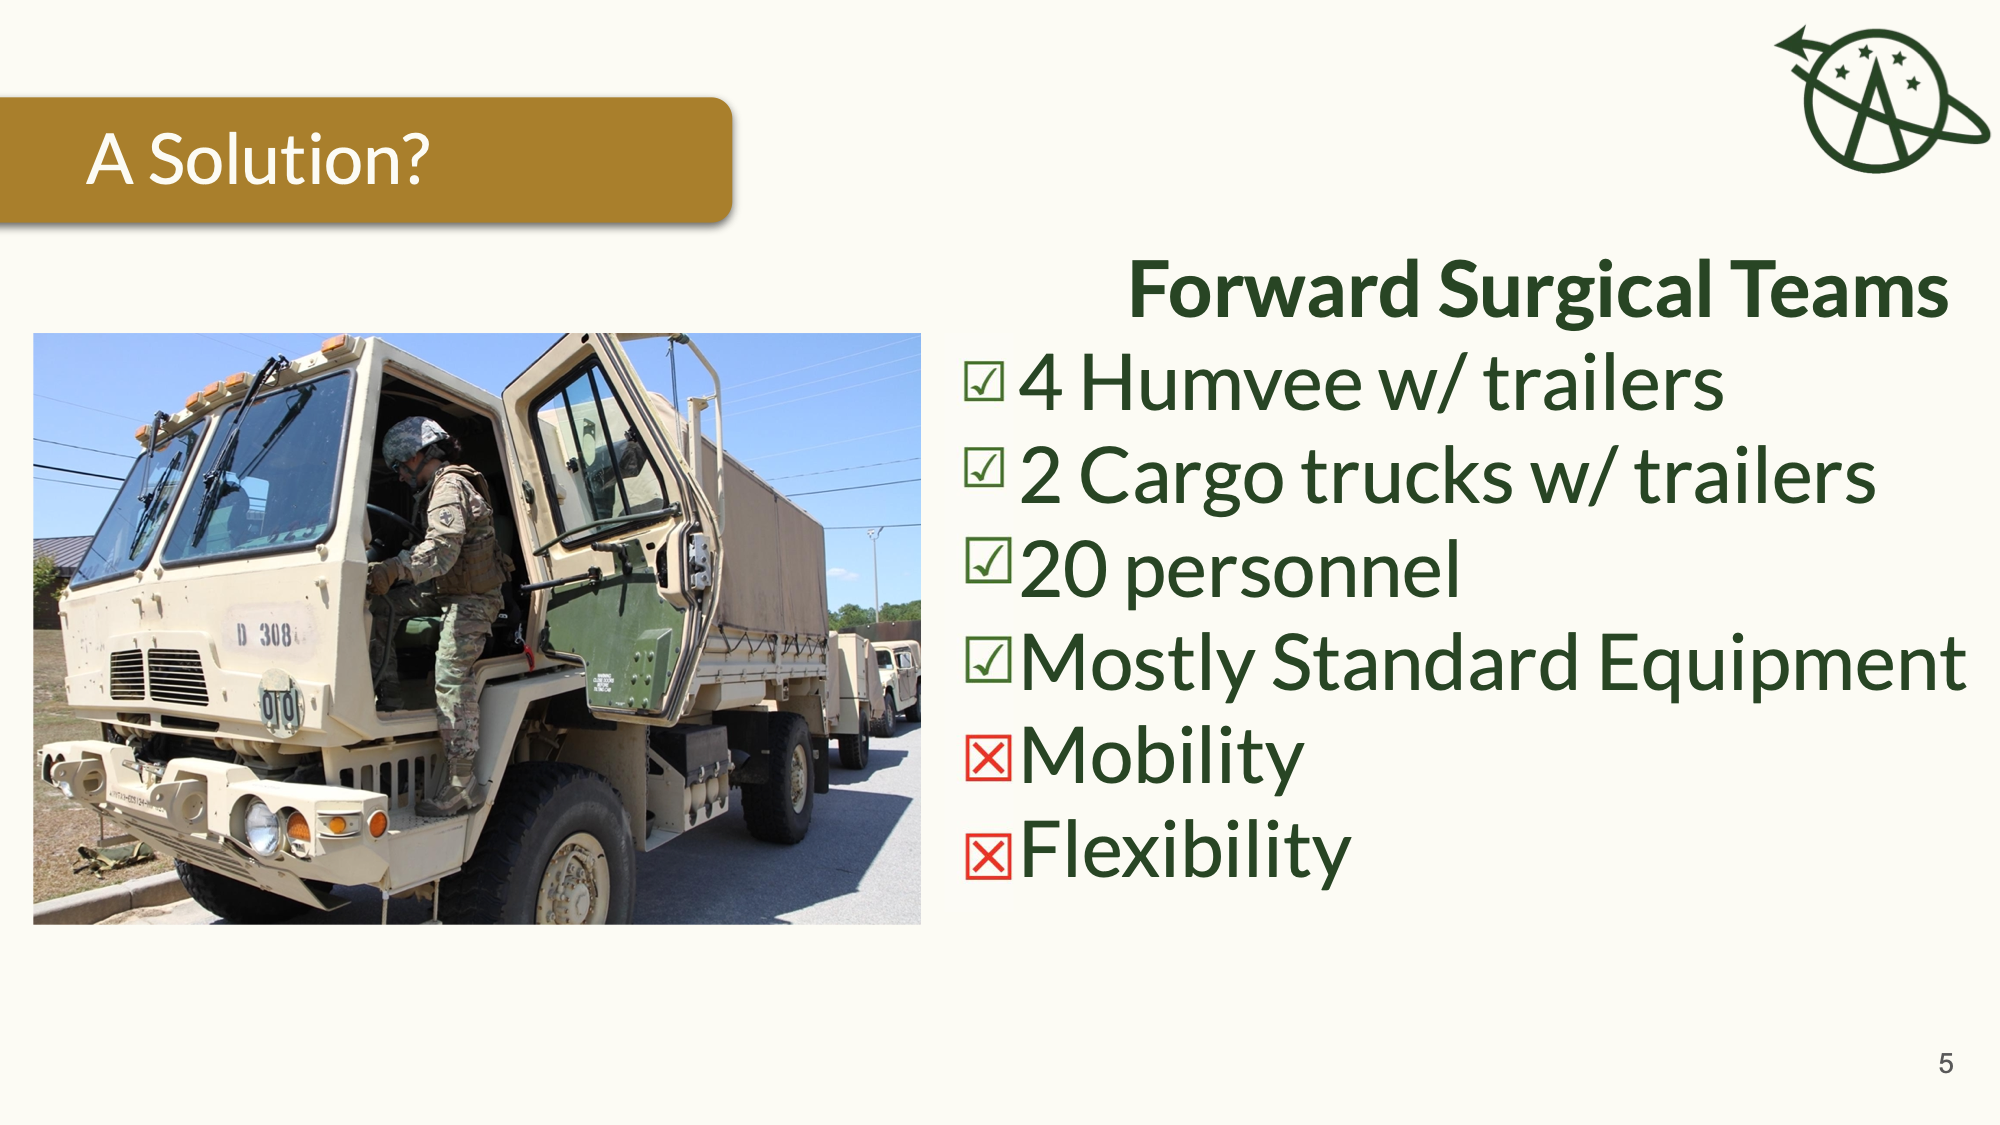 A Solution?
Forward Surgical Teams
☑ 4 Humvee w/ trailers
☑ 2 Cargo trucks w/ trailers
☑ 20 personnel
☑ Mostly Standard Equipment
☒ Mobility
☒ Flexibility
D 308
5